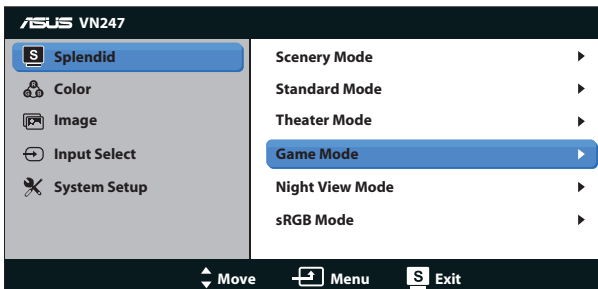 ASUS VN247
S Splendid
Color
Image
Input Select
System Setup
Scenery Mode
Standard Mode
Theater Mode
Game Mode
Night View Mode
sRGB Mode
Move Menu S Exit